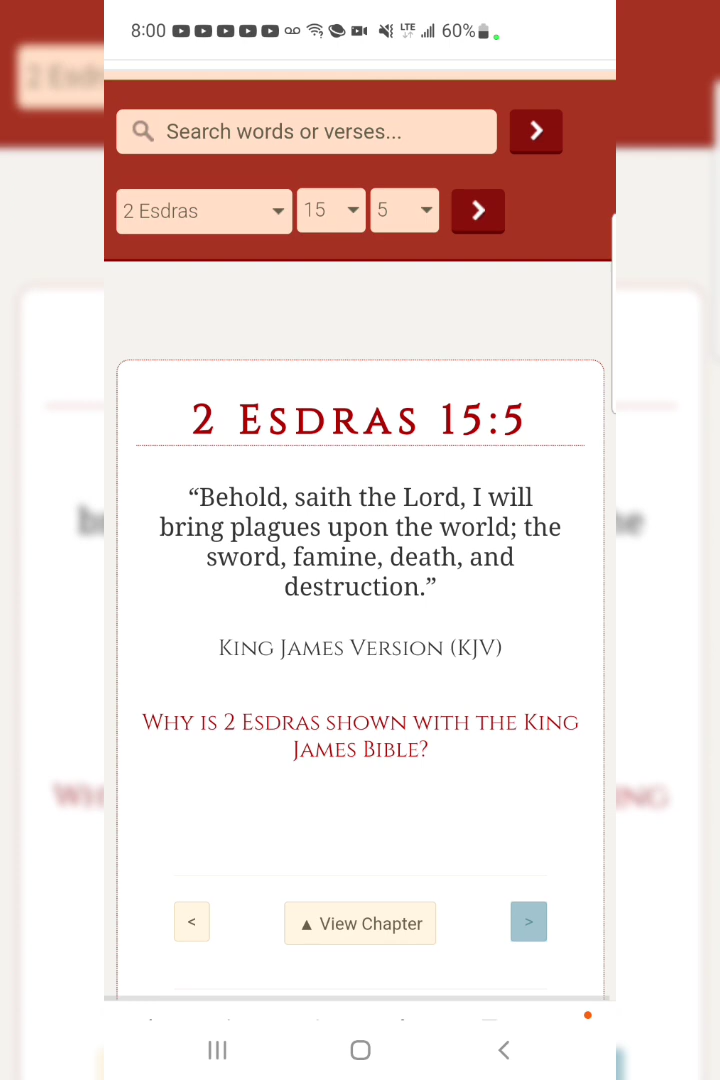 8:00 LTE 60%
Search words or verses...
2 Esdras 15 5
2 Esdras 15:5
“Behold, saith the Lord, I will
bring plagues upon the world; the
sword, famine, death, and
destruction.”
King James Version (KJV)
Why is 2 Esdras shown with the King
James Bible?
< ▲ View Chapter >